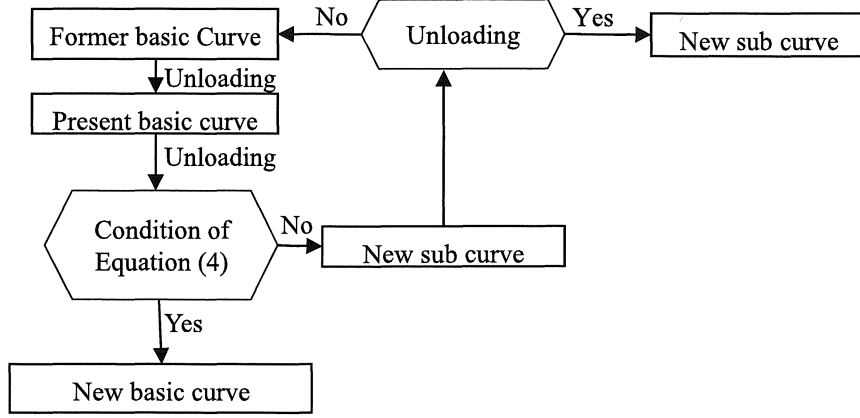 No
Yes
Former basic Curve
Unloading
New sub curve
Unloading
Present basic curve
Unloading
Condition of
Equation (4)
No
New sub curve
Yes
New basic curve